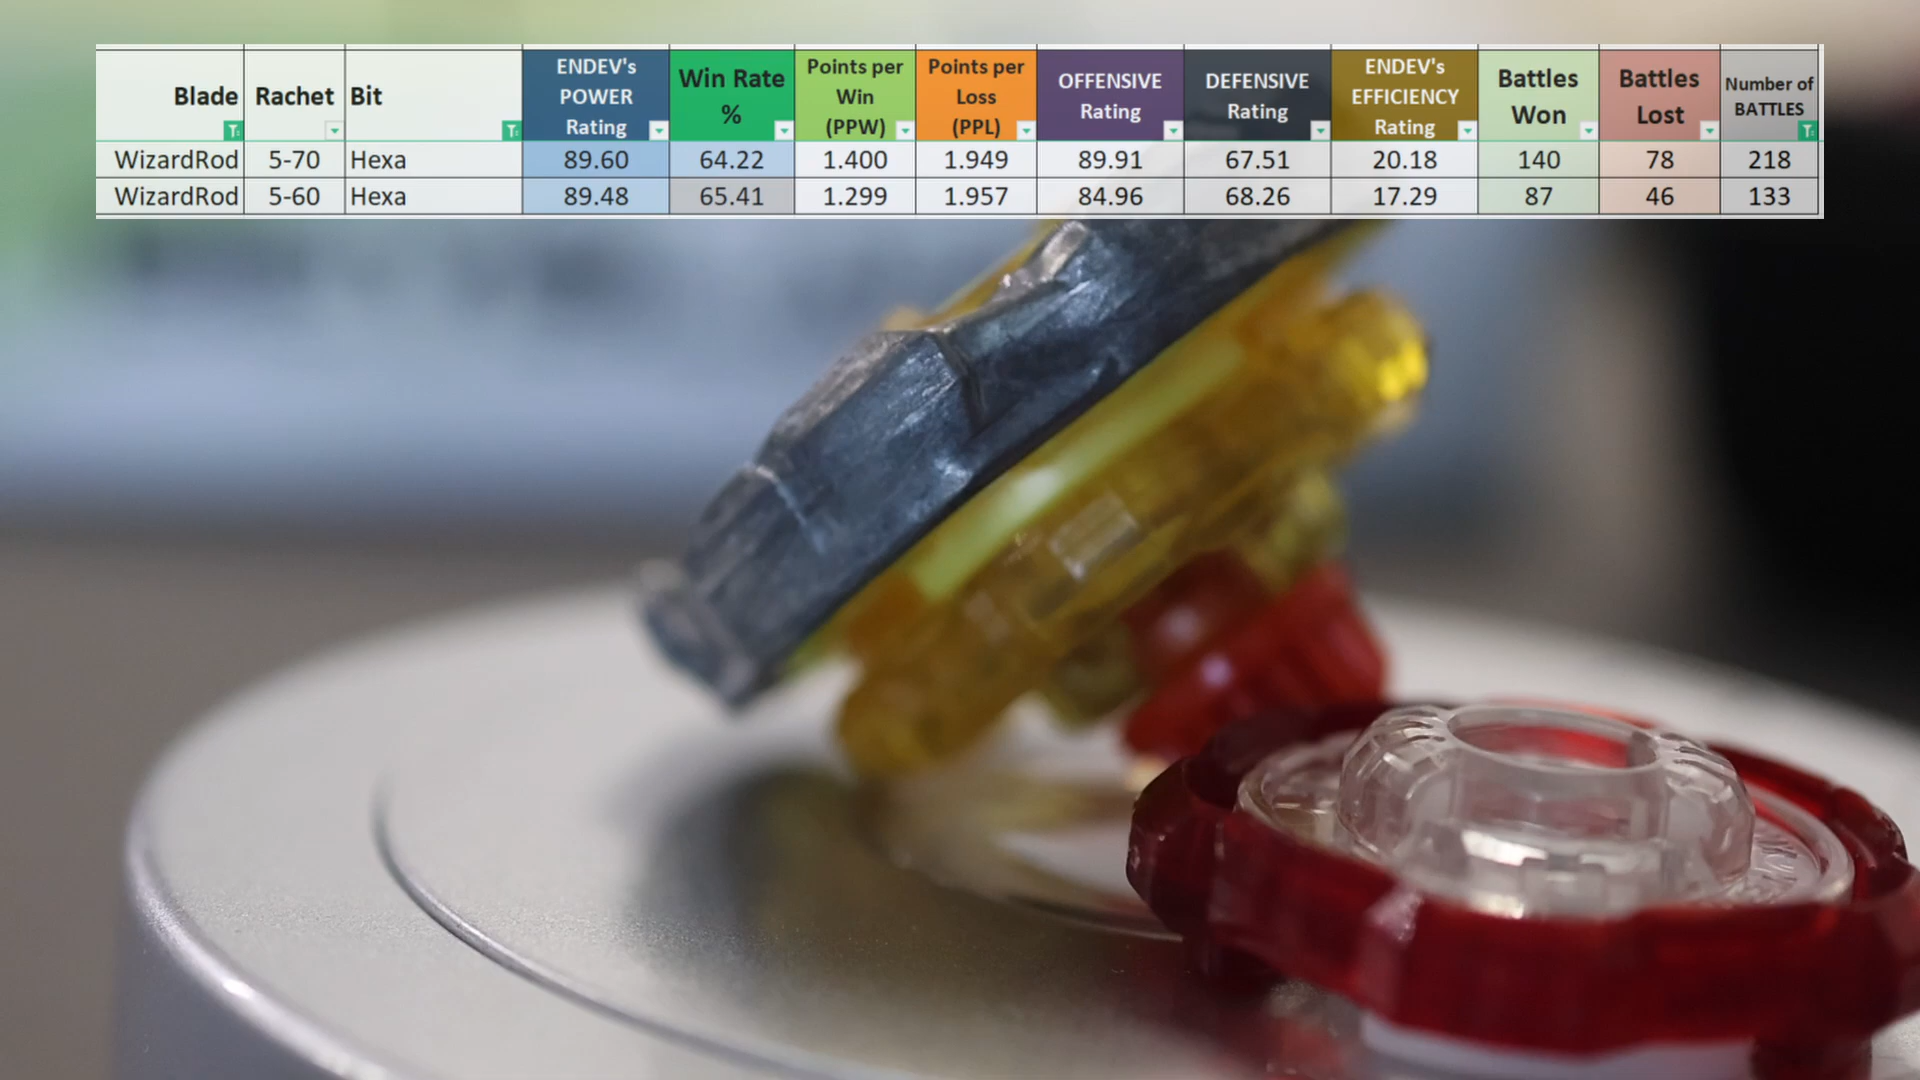 Blade Rachet Bit ENDEV's POWER Rating Win Rate % Points per Win (PPW) Points per Loss (PPL) OFFENSIVE Rating DEFENSIVE Rating ENDEV's EFFICIENCY Rating Battles Won Battles Lost Number of BATTLES
WizardRod 5-70 Hexa 89.60 64.22 1.400 1.949 89.91 67.51 20.18 140 78 218
WizardRod 5-60 Hexa 89.48 65.41 1.299 1.957 84.96 68.26 17.29 87 46 133